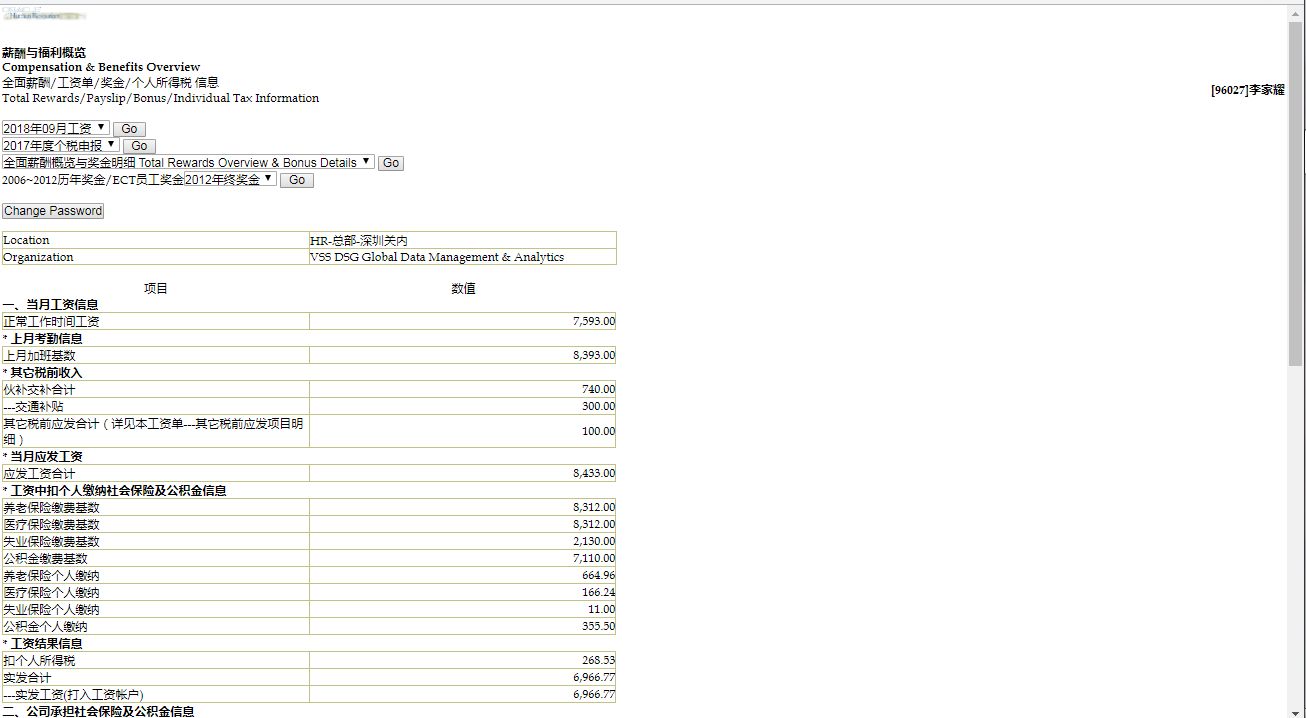 ORACLE
Human Resources
薪酬与福利概览
Compensation & Benefits Overview
全面薪酬/工资单/奖金/个人所得税 信息
Total Rewards/Payslip/Bonus/Individual Tax Information
[96027]李家耀
2018年09月工资 Go
2017年度个税申报 Go
全面薪酬概览与奖金明细 Total Rewards Overview & Bonus Details Go
2006~2012历年奖金/ECT员工奖金2012年终奖金 Go
Change Password
Location HR-总部-深圳关内
Organization VSS DSG Global Data Management & Analytics
项目 数值
一、当月工资信息
正常工作时间工资 7,593.00
* 上月考勤信息
上月加班基数 8,393.00
* 其它税前收入
伙补交补合计 740.00
---交通补贴 300.00
其它税前应发合计（详见本工资单---其它税前应发项目明
细） 100.00
* 当月应发工资
应发工资合计 8,433.00
* 工资中扣个人缴纳社会保险及公积金信息
养老保险缴费基数 8,312.00
医疗保险缴费基数 8,312.00
失业保险缴费基数 2,130.00
公积金缴费基数 7,110.00
养老保险个人缴纳 664.96
医疗保险个人缴纳 166.24
失业保险个人缴纳 11.00
公积金个人缴纳 355.50
* 工资结果信息
扣个人所得税 268.53
实发合计 6,966.77
---实发工资(打入工资帐户) 6,966.77
二、公司承担社会保险及公积金信息